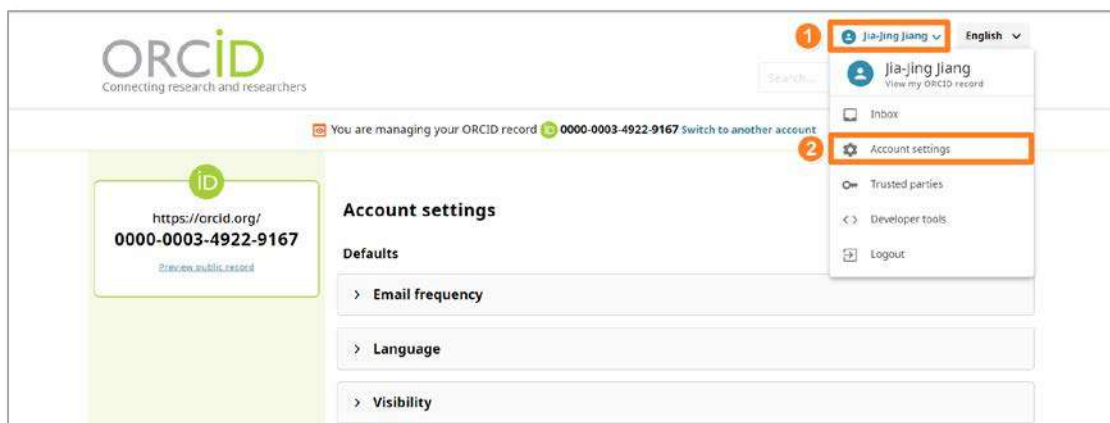 ORCID
Connecting research and researchers
1
Jia-Jing Jiang
English
Search...
Jia-Jing Jiang
View my ORCID record
Inbox
You are managing your ORCID record iD 0000-0003-4922-9167 Switch to another account
2
Account settings
Trusted parties
Developer tools
Logout
iD
https://orcid.org/
0000-0003-4922-9167
Preview public record
Account settings
Defaults
Email frequency
Language
Visibility